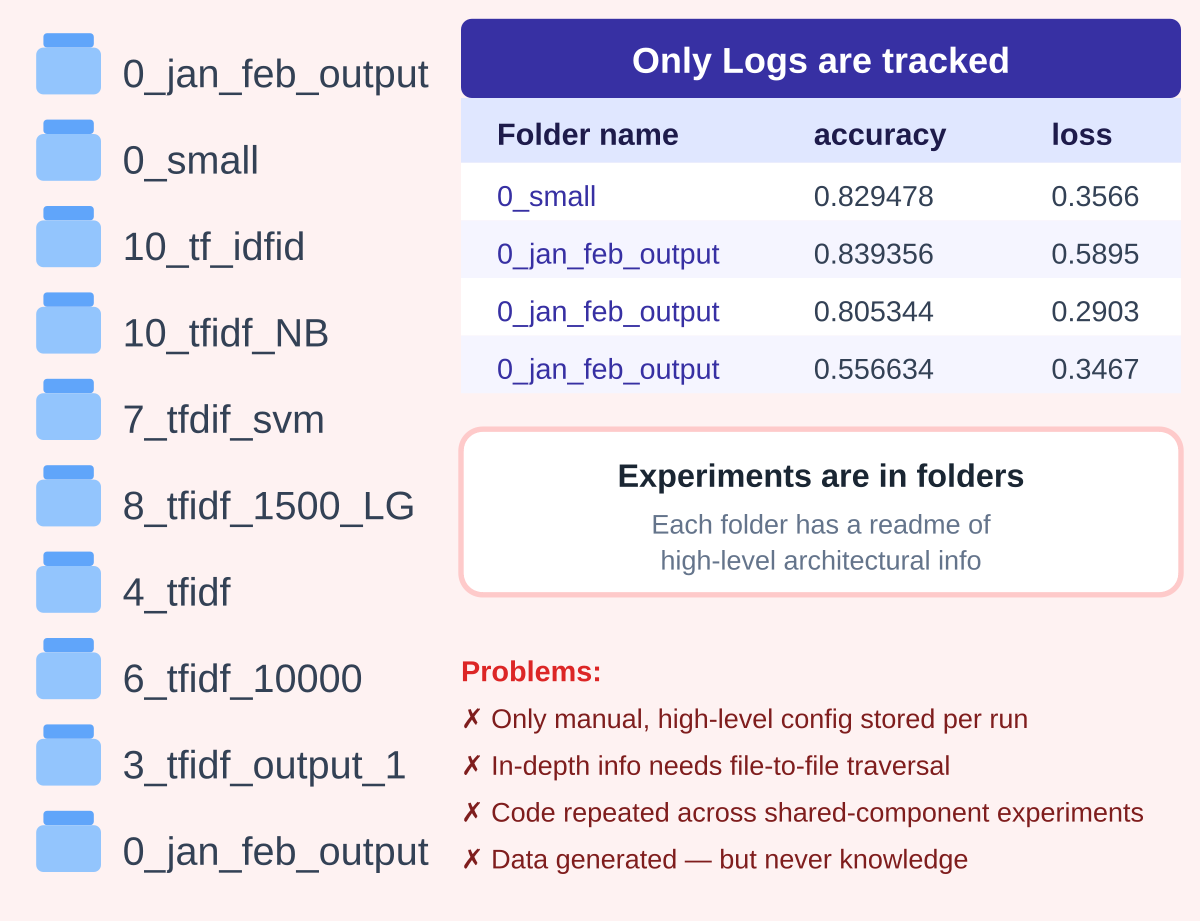 0_jan_feb_output
0_small
10_tf_idfid
10_tfidf_NB
7_tfdif_svm
8_tfidf_1500_LG
4_tfidf
6_tfidf_10000
3_tfidf_output_1
0_jan_feb_output
Only Logs are tracked
Folder name accuracy loss
0_small 0.829478 0.3566
0_jan_feb_output 0.839356 0.5895
0_jan_feb_output 0.805344 0.2903
0_jan_feb_output 0.556634 0.3467
Experiments are in folders
Each folder has a readme of
high-level architectural info
Problems:
✗ Only manual, high-level config stored per run
✗ In-depth info needs file-to-file traversal
✗ Code repeated across shared-component experiments
✗ Data generated — but never knowledge